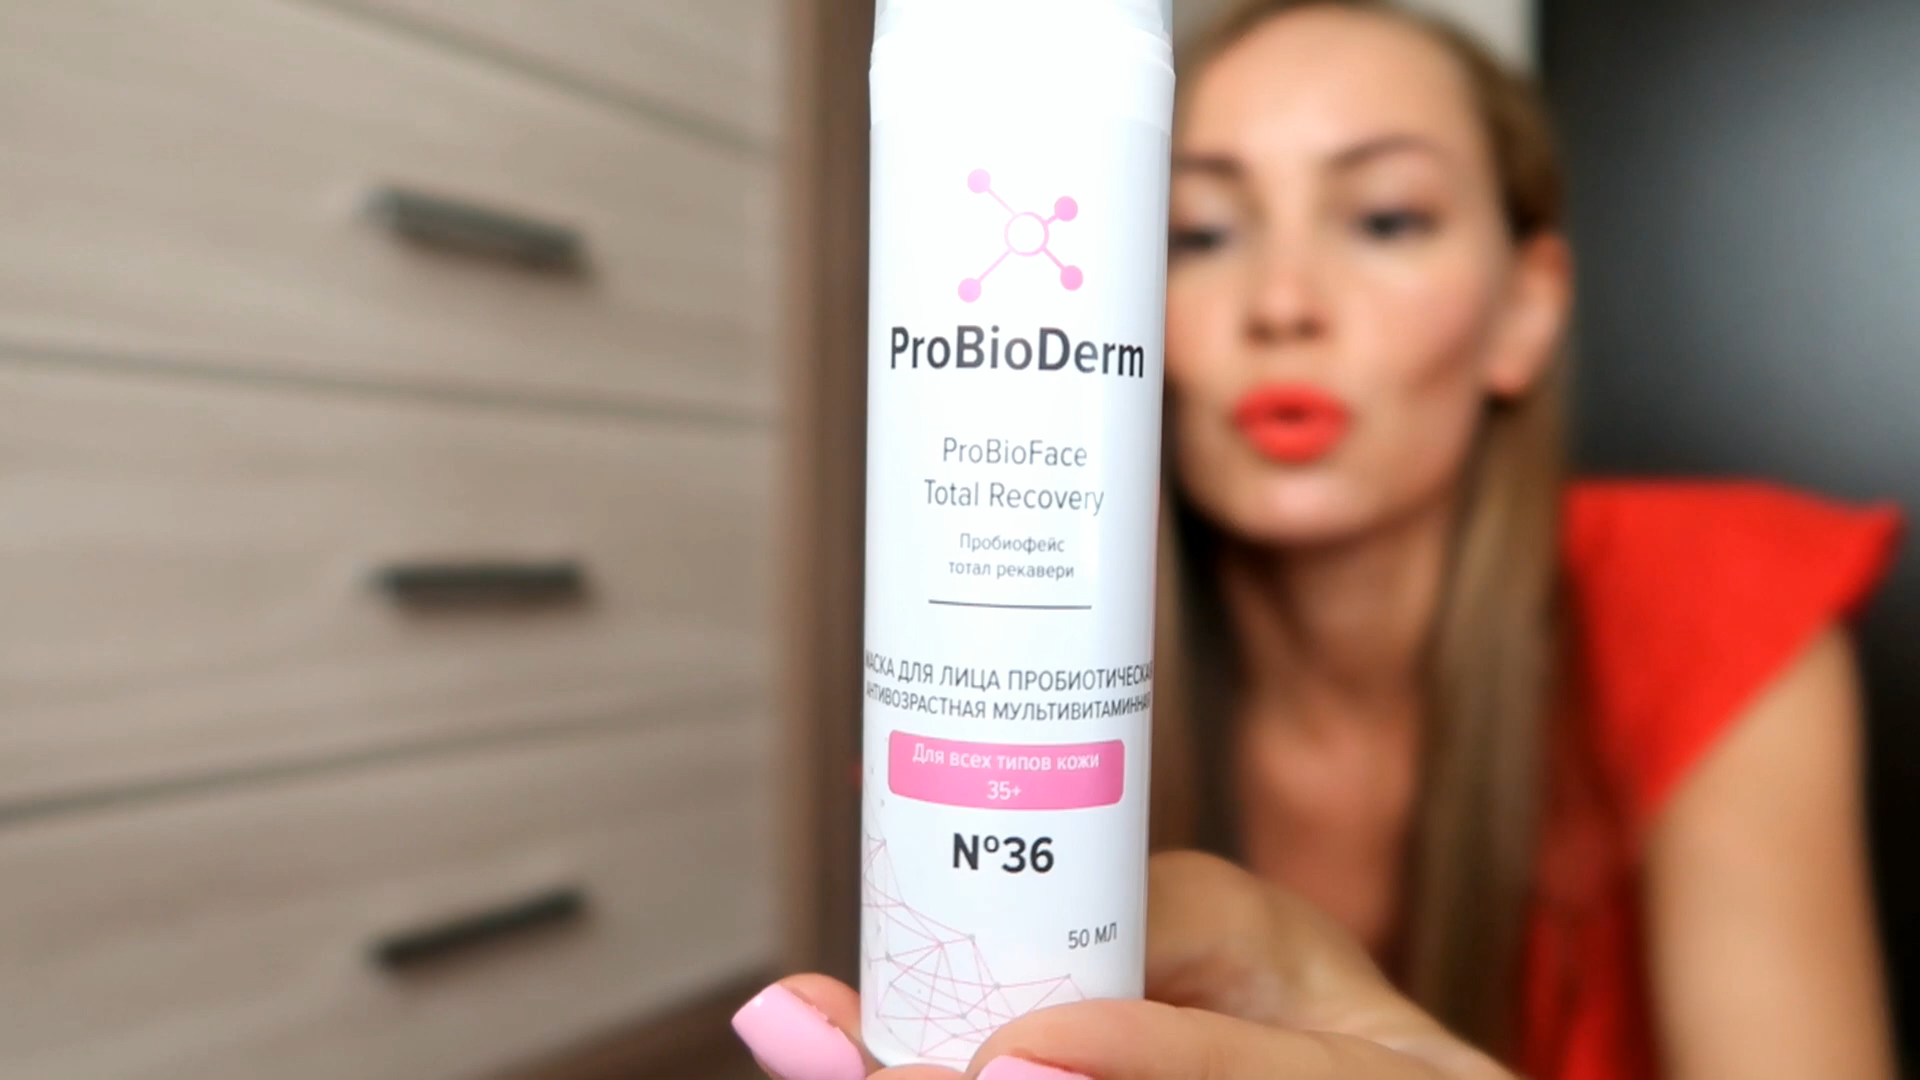 ProBioDerm
ProBioFace
Total Recovery
Пробиофейс
тотал рекавери
МАСКА ДЛЯ ЛИЦА ПРОБИОТИЧЕСКАЯ
АНТИВОЗРАСТНАЯ МУЛЬТИВИТАМИННАЯ
Для всех типов кожи
35+
Nº36
50 МЛ